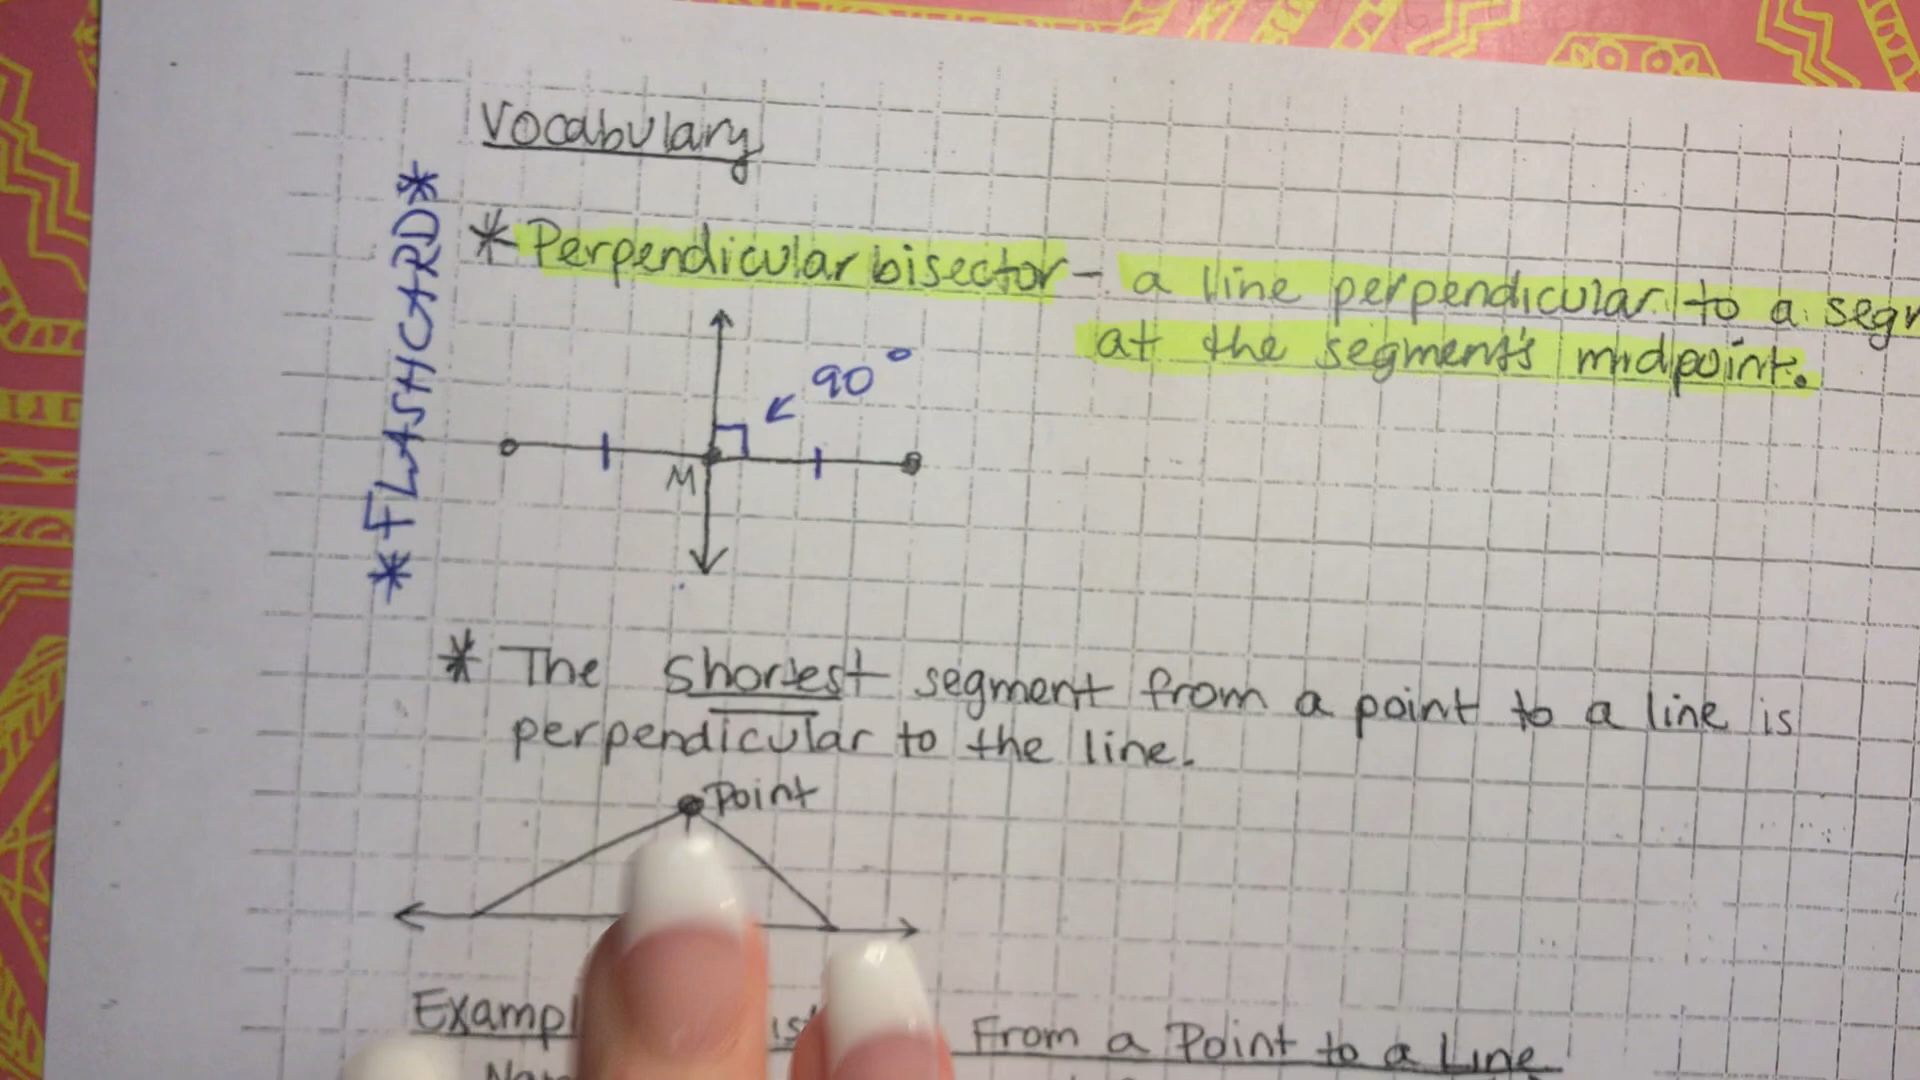 Vocabulary
*FLASHCARD*
* Perpendicular bisector - a line perpendicular to a
at the segment's midpoint.
90°
M
* The shortest segment from a point to a line is
perpendicular to the line.
Point
From a Point to a Line